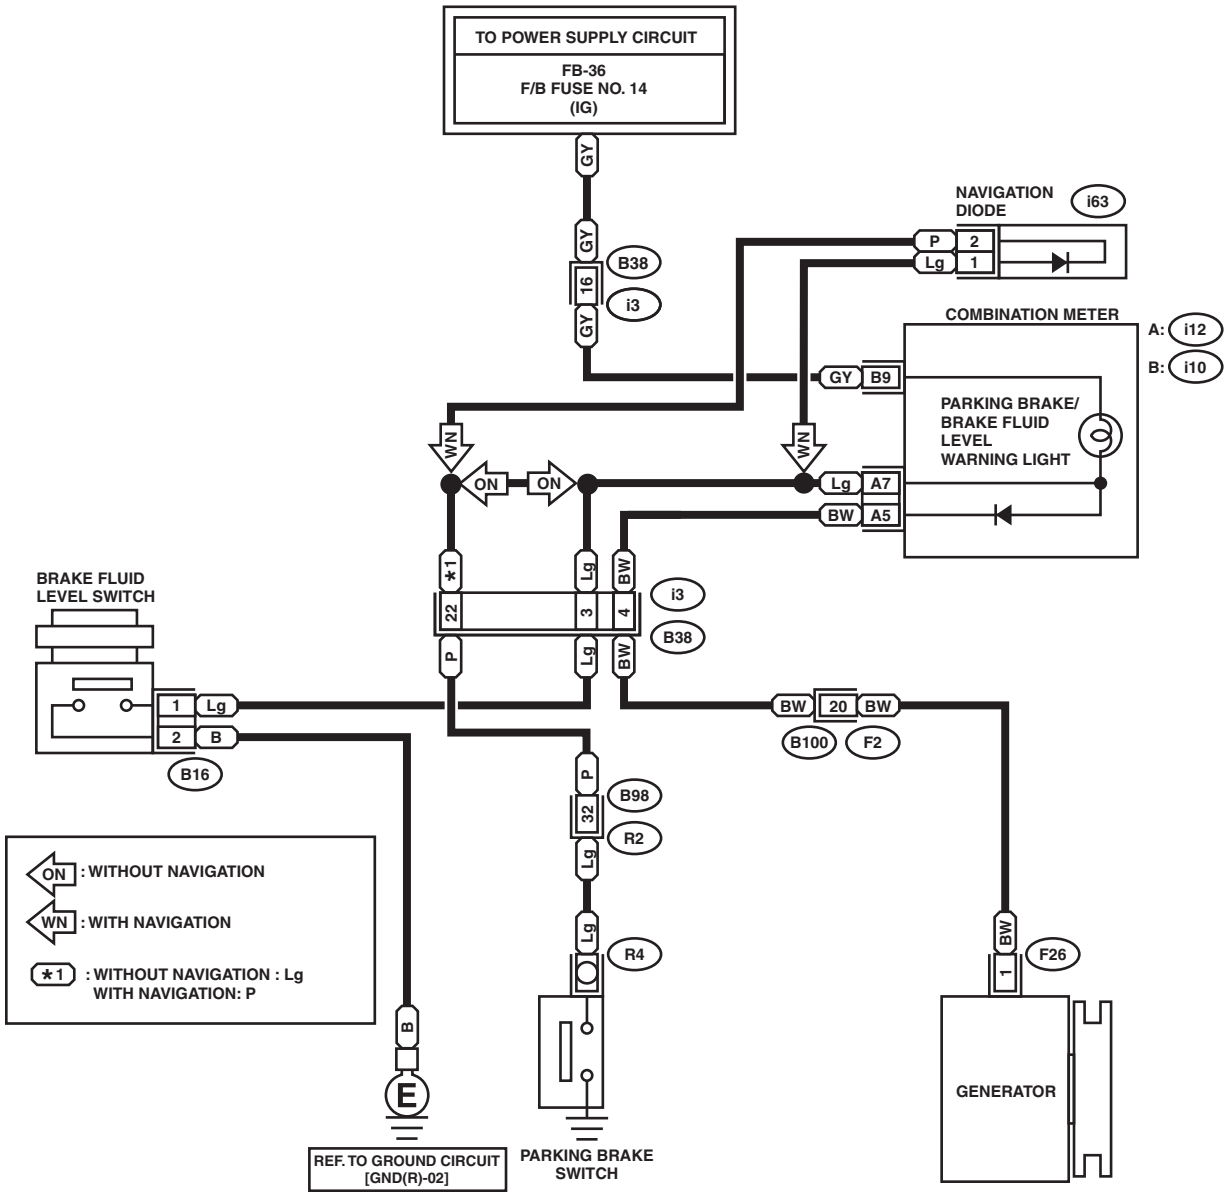 TO POWER SUPPLY CIRCUIT
FB-36
F/B FUSE NO. 14
(IG)
GY
GY
16
B38
i3
GY
NAVIGATION
DIODE
i63
P 2
Lg 1
COMBINATION METER
A: i12
B: i10
GY B9
PARKING BRAKE/
BRAKE FLUID
LEVEL
WARNING LIGHT
WN
WN
ON
ON
Lg A7
BW A5
*1
Lg
BW
22
3
4
i3
B38
P
Lg
BW
BRAKE FLUID
LEVEL SWITCH
1 Lg
2 B
B16
BW 20 BW
B100
F2
P
32
B98
R2
Lg
Lg
R4
BW
1
F26
ON : WITHOUT NAVIGATION
WN : WITH NAVIGATION
*1 : WITHOUT NAVIGATION : Lg
WITH NAVIGATION: P
B
E
REF. TO GROUND CIRCUIT
[GND(R)-02]
PARKING BRAKE
SWITCH
GENERATOR